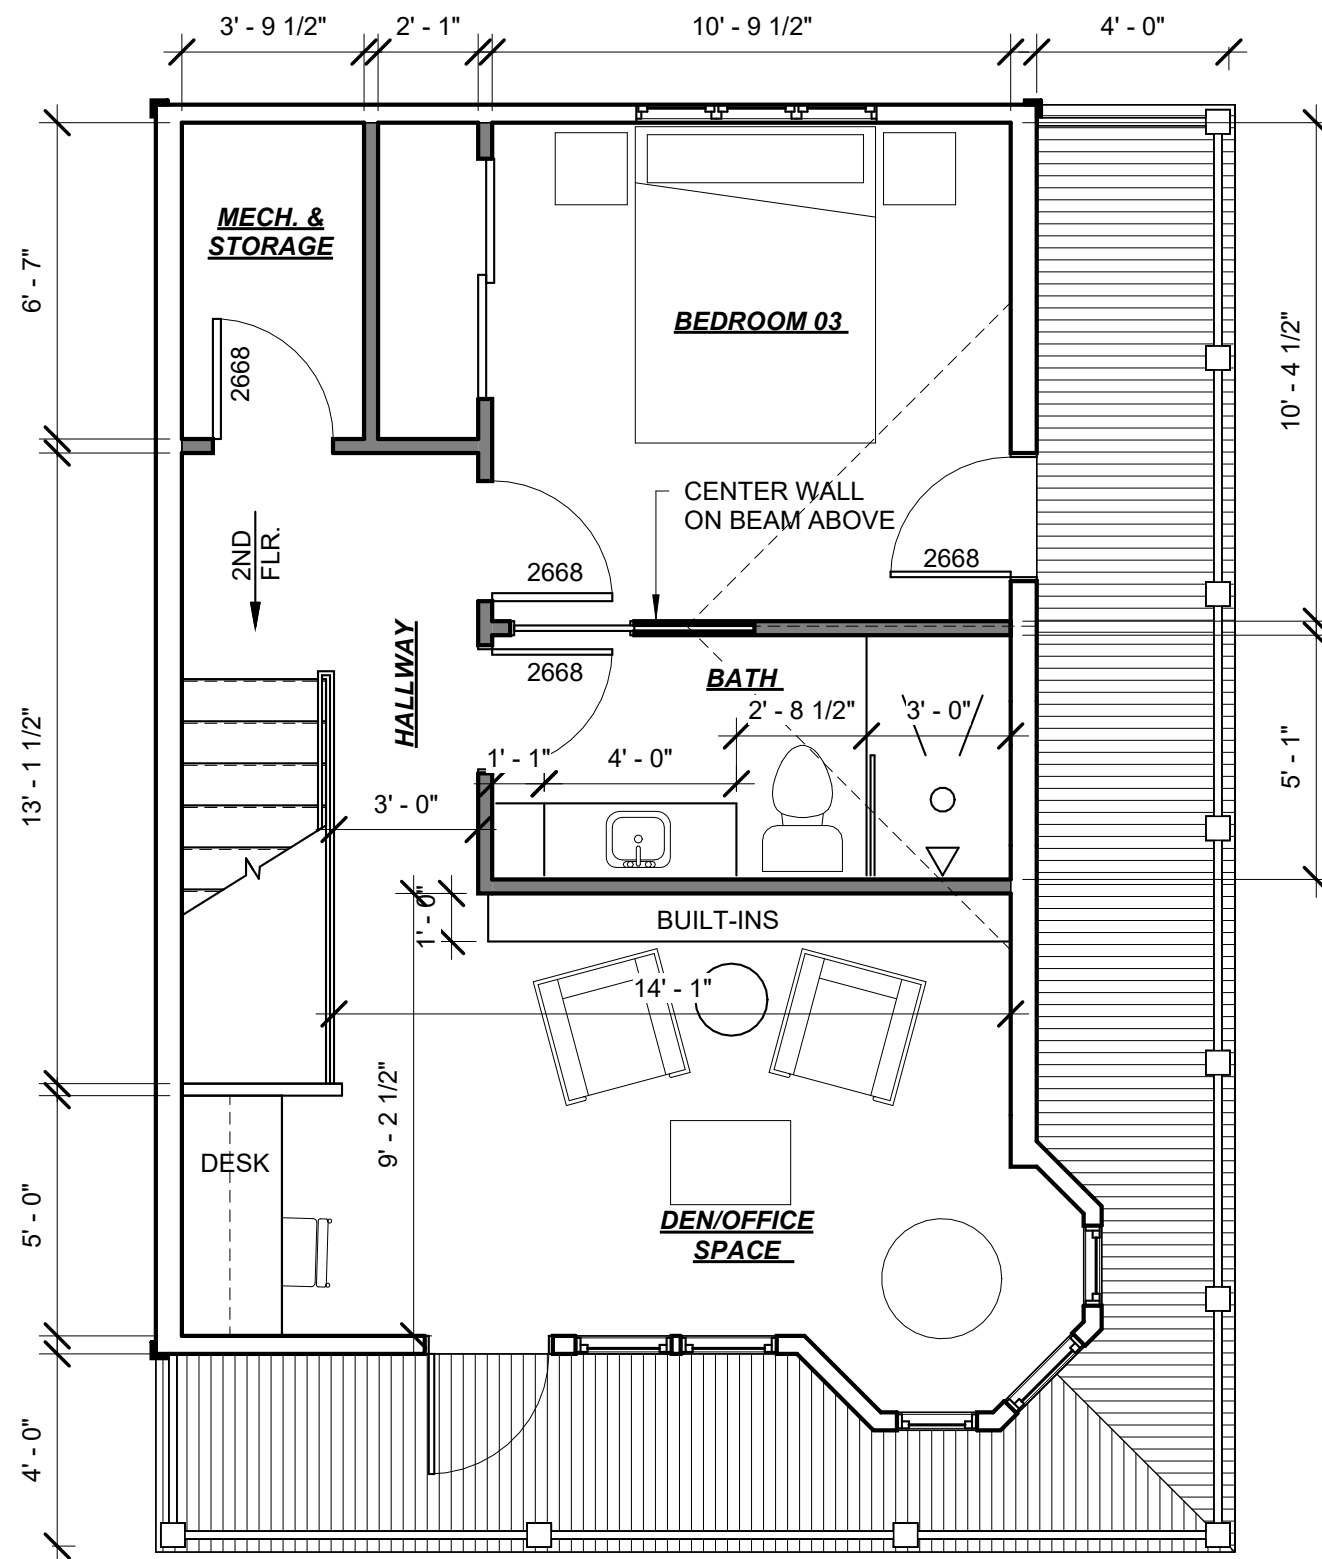 3' - 9 1/2"
2' - 1"
10' - 9 1/2"
4' - 0"
MECH. &
STORAGE
6' - 7"
2668
BEDROOM 03
10' - 4 1/2"
CENTER WALL
ON BEAM ABOVE
2ND
FLR.
2668
2668
HALLWAY
2668
BATH
2' - 8 1/2"
3' - 0"
13' - 1 1/2"
1' - 1"
4' - 0"
5' - 1"
3' - 0"
1' - 0"
BUILT-INS
14' - 1"
9' - 2 1/2"
DESK
5' - 0"
DEN/OFFICE
SPACE
4' - 0"